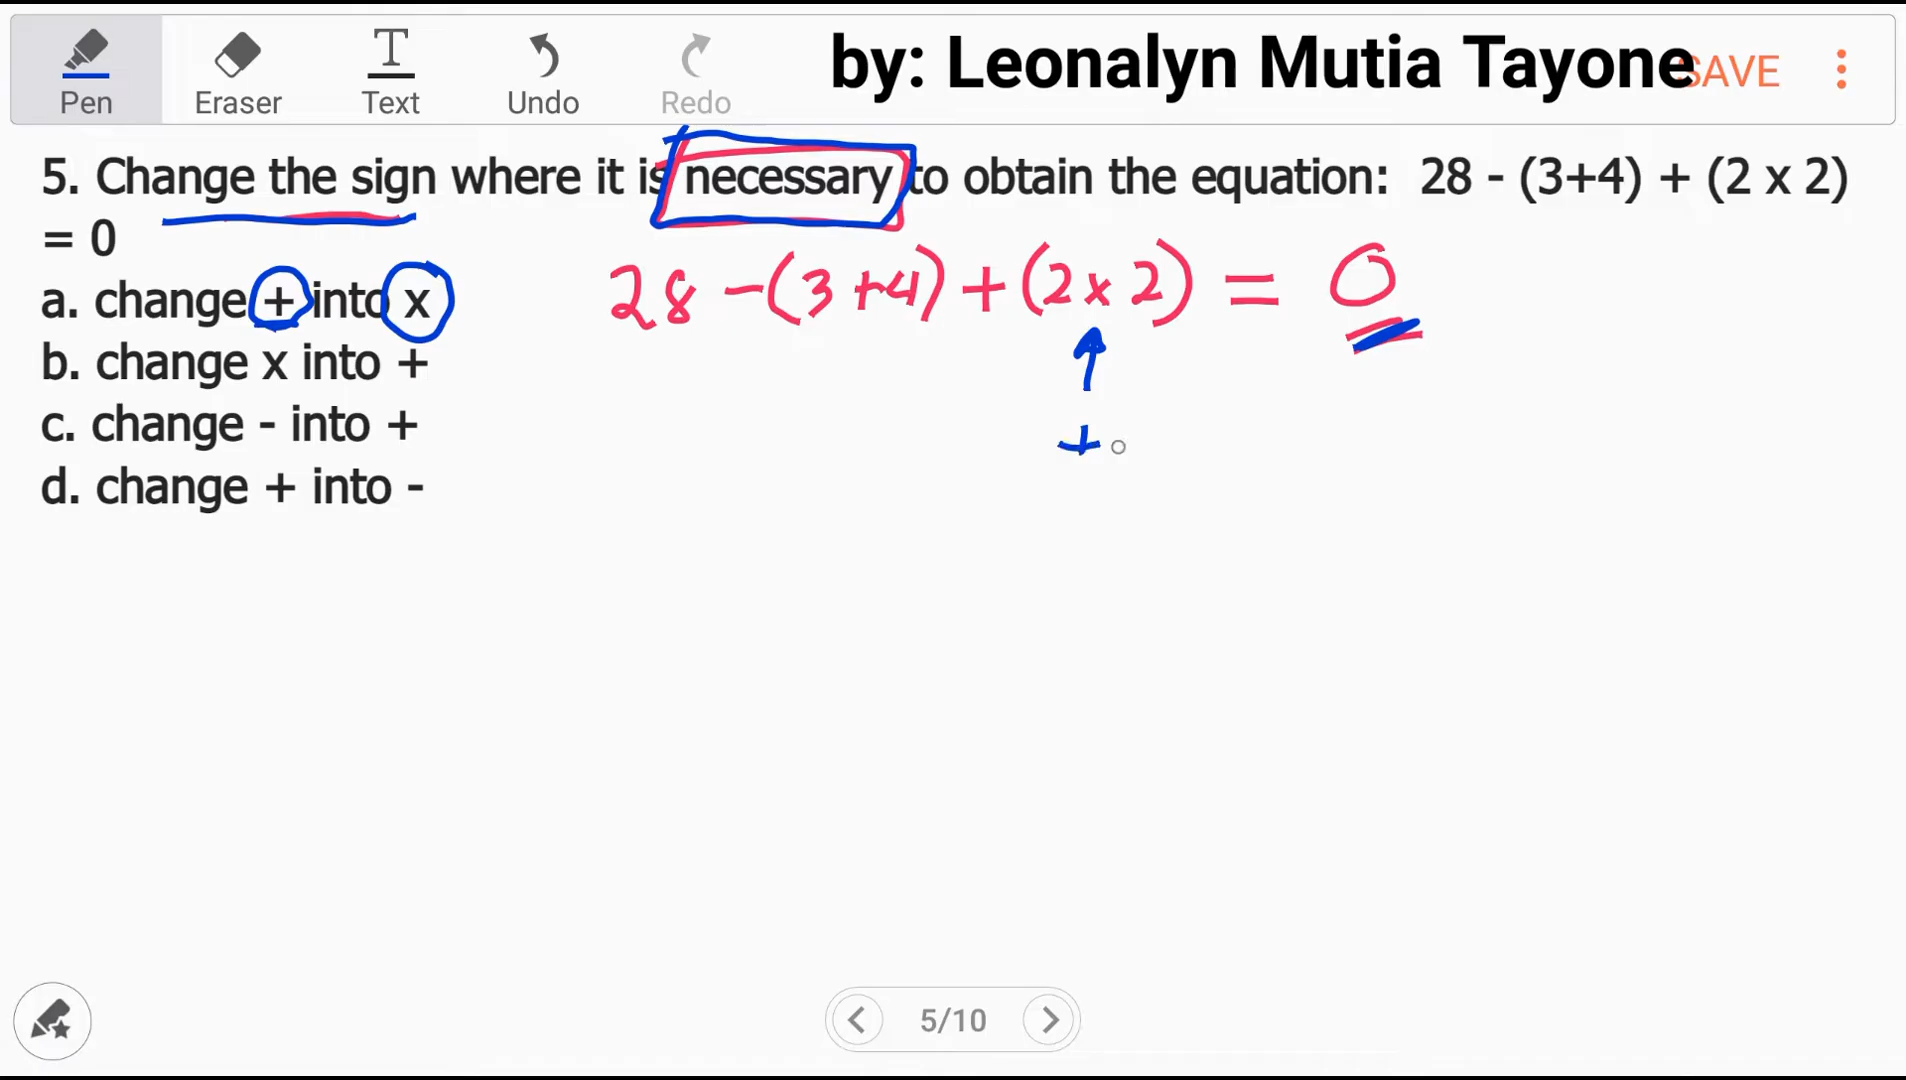 Pen
Eraser
Text
Undo
Redo
by: Leonalyn Mutia Tayone
SAVE
5. Change the sign where it is necessary to obtain the equation: 28 - (3+4) + (2 x 2)
= 0
28 - (3+4) + (2 x 2) = 0
a. change + into x
b. change x into +
+
c. change - into +
d. change + into -
5/10